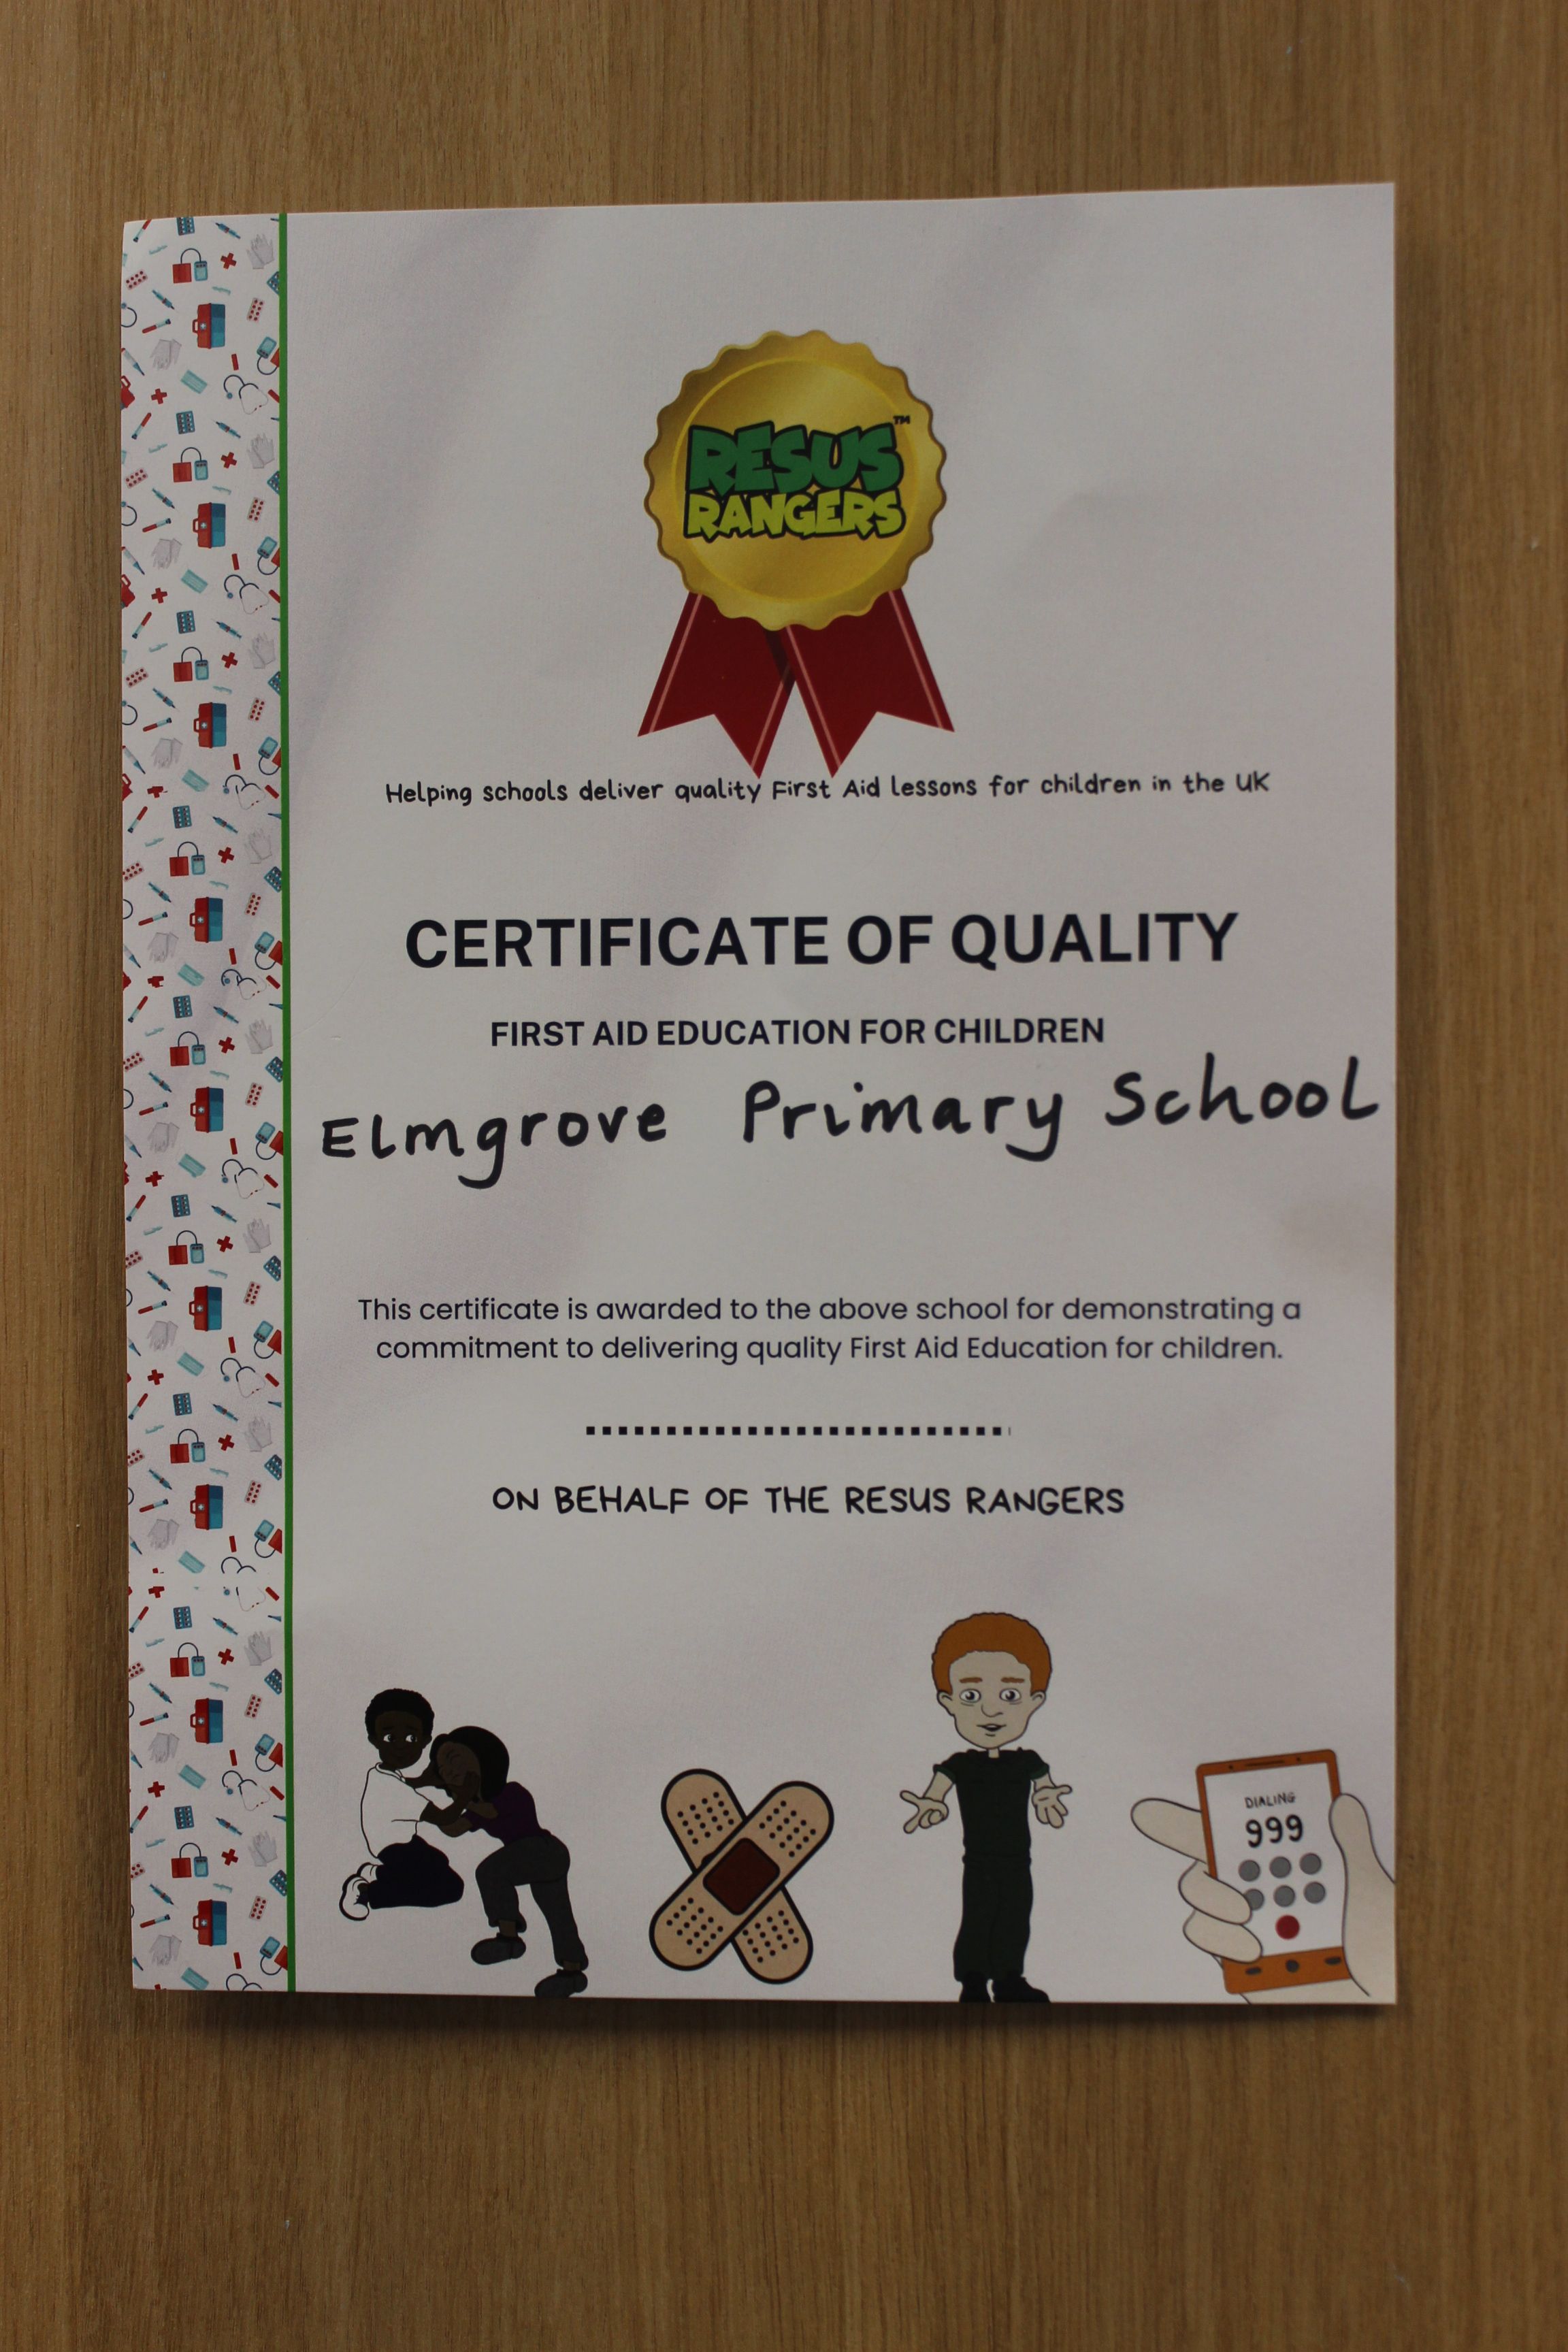 RESUS™
RANGERS
Helping schools deliver quality First Aid lessons for children in the UK
CERTIFICATE OF QUALITY
FIRST AID EDUCATION FOR CHILDREN
Elmgrove Primary School
This certificate is awarded to the above school for demonstrating a
commitment to delivering quality First Aid Education for children.
ON BEHALF OF THE RESUS RANGERS
DIALING
999